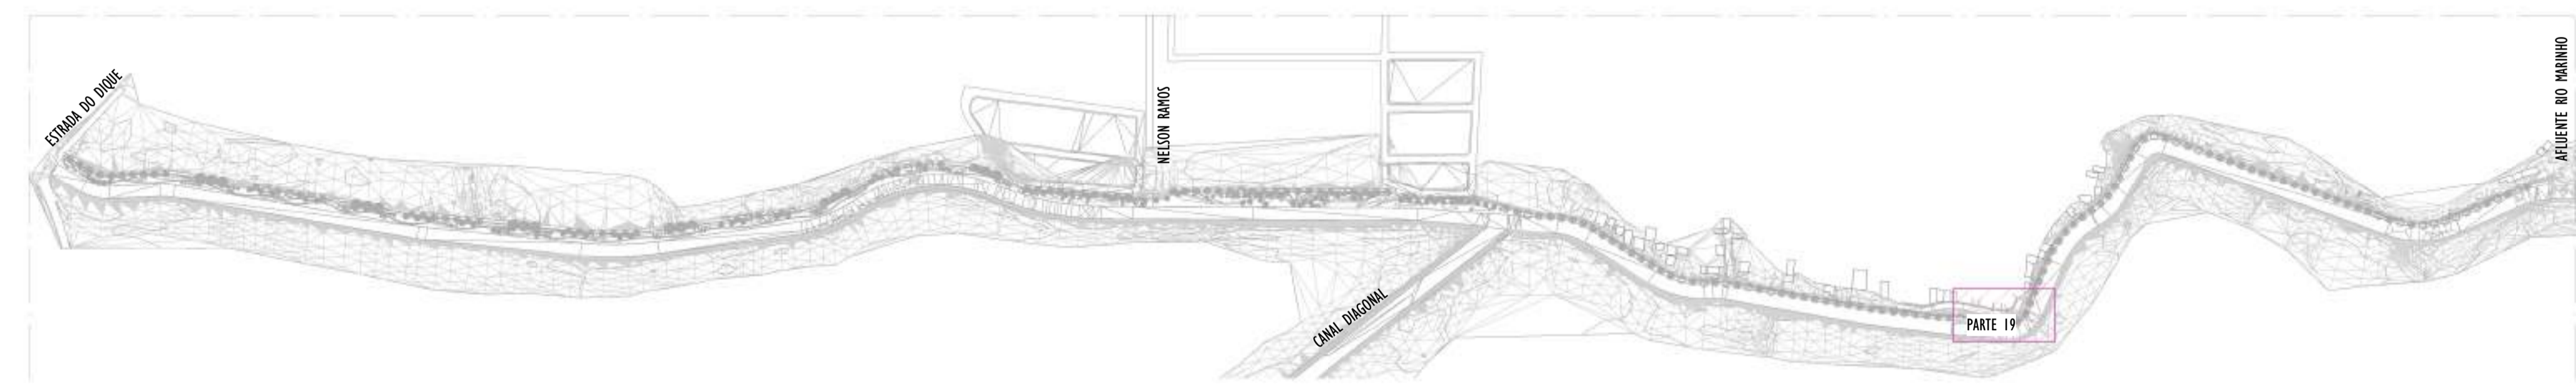 ESTRADA DO DIQUE
NELSON RAMOS
CANAL DIAGONAL
PARTE 19
AFLUENTE RIO MARINHO